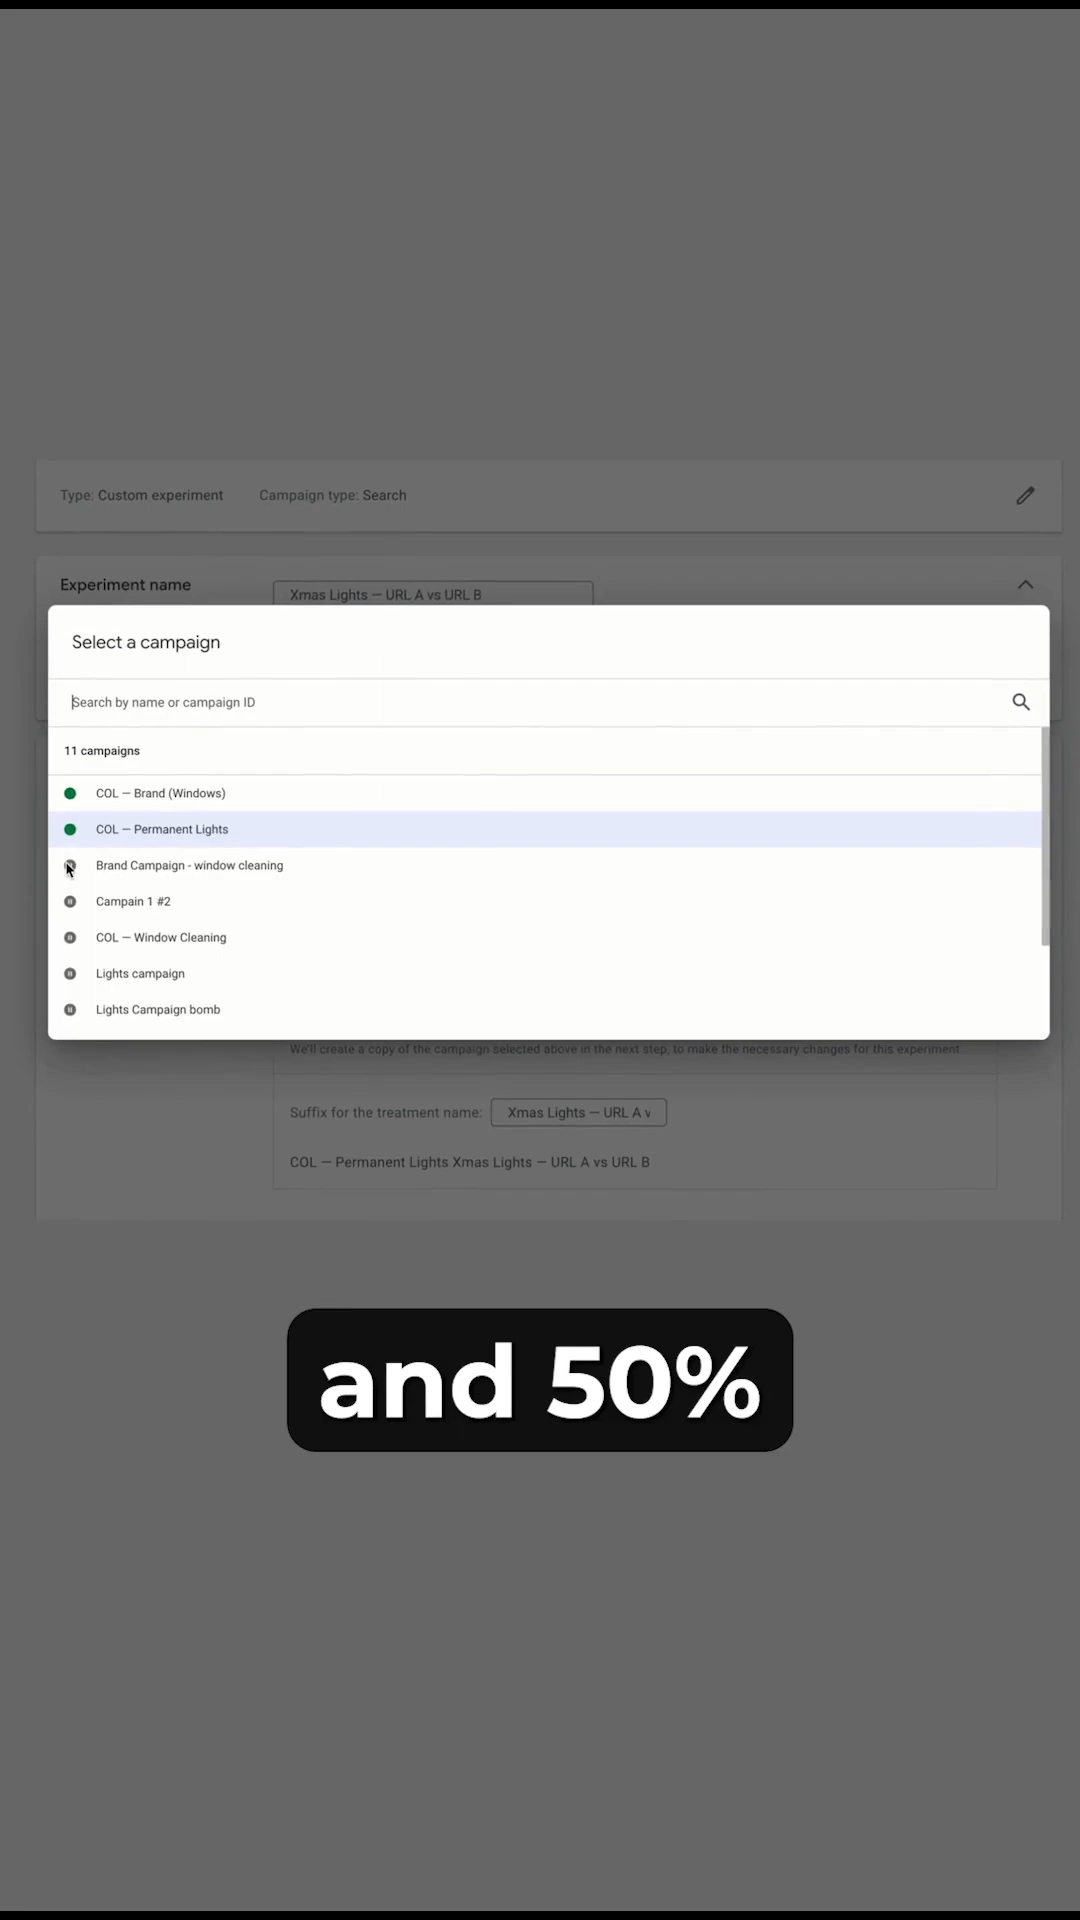 Type: Custom experiment Campaign type: Search
Experiment name
Xmas Lights – URL A vs URL B
Select a campaign
Search by name or campaign ID
11 campaigns
COL – Brand (Windows)
COL – Permanent Lights
Brand Campaign - window cleaning
Campain 1 #2
COL – Window Cleaning
Lights campaign
Lights Campaign bomb
We'll create a copy of the campaign selected above in the next step, to make the necessary changes for this experiment
Suffix for the treatment name: Xmas Lights – URL A v
COL – Permanent Lights Xmas Lights – URL A vs URL B
and 50%